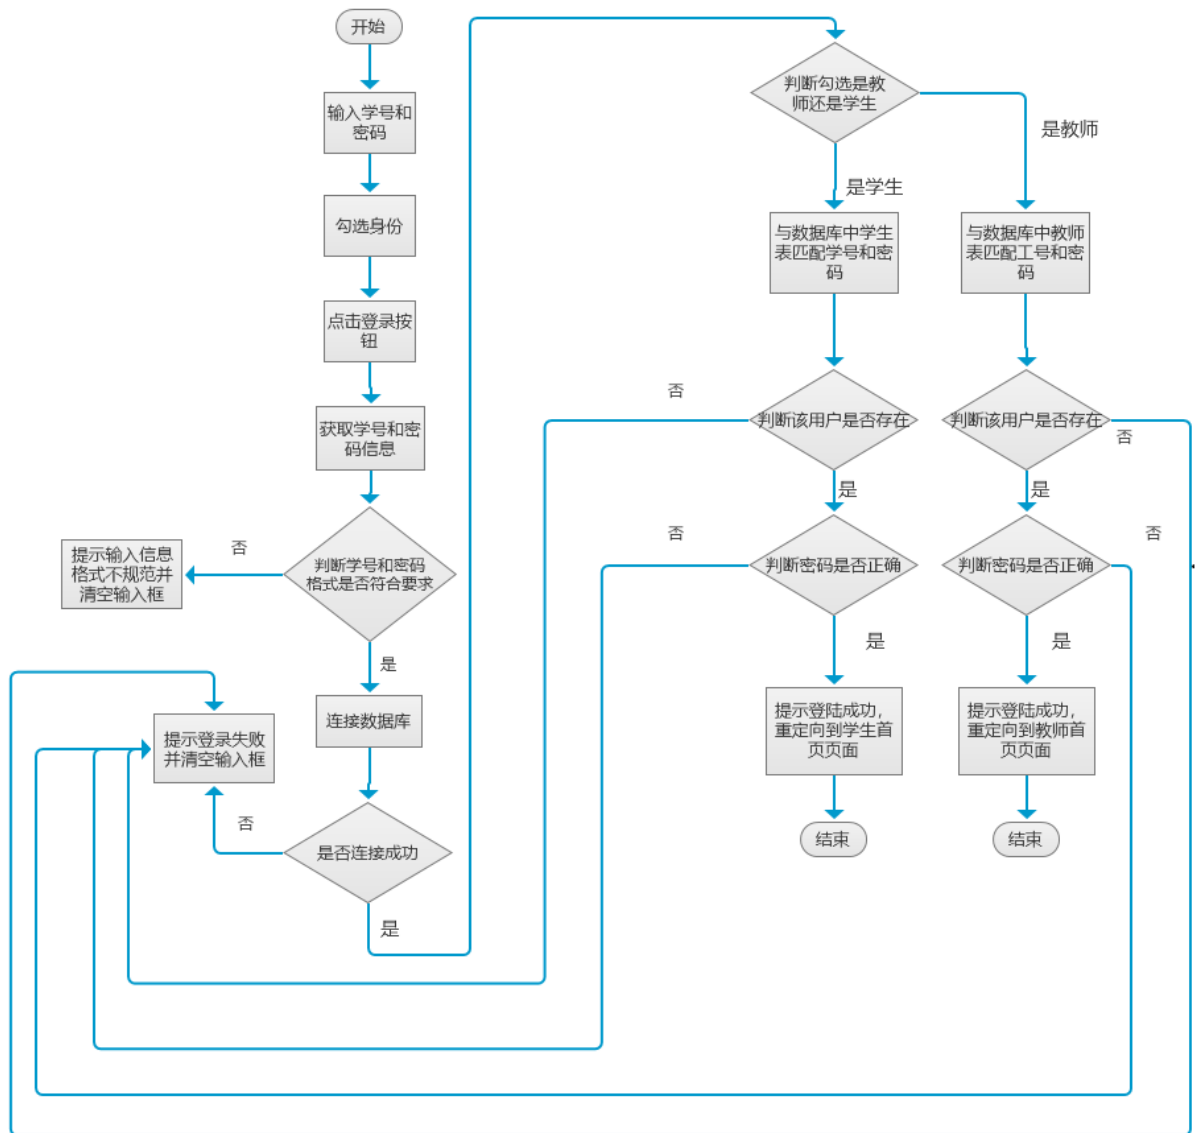 开始
输入学号和
密码
勾选身份
点击登录按
钮
获取学号和密
码信息
判断学号和密码
格式是否符合要求
否
提示输入信息
格式不规范并
清空输入框
是
连接数据库
提示登录失败
并清空输入框
否
是否连接成功
是
判断勾选是教
师还是学生
是教师
是学生
与数据库中学生
表匹配学号和密
码
与数据库中教师
表匹配工号和密
码
否
判断该用户是否存在
判断该用户是否存在
否
是
是
否
判断密码是否正确
判断密码是否正确
否
是
是
提示登陆成功，
重定向到学生首
页页面
提示登陆成功，
重定向到教师首
页页面
结束
结束